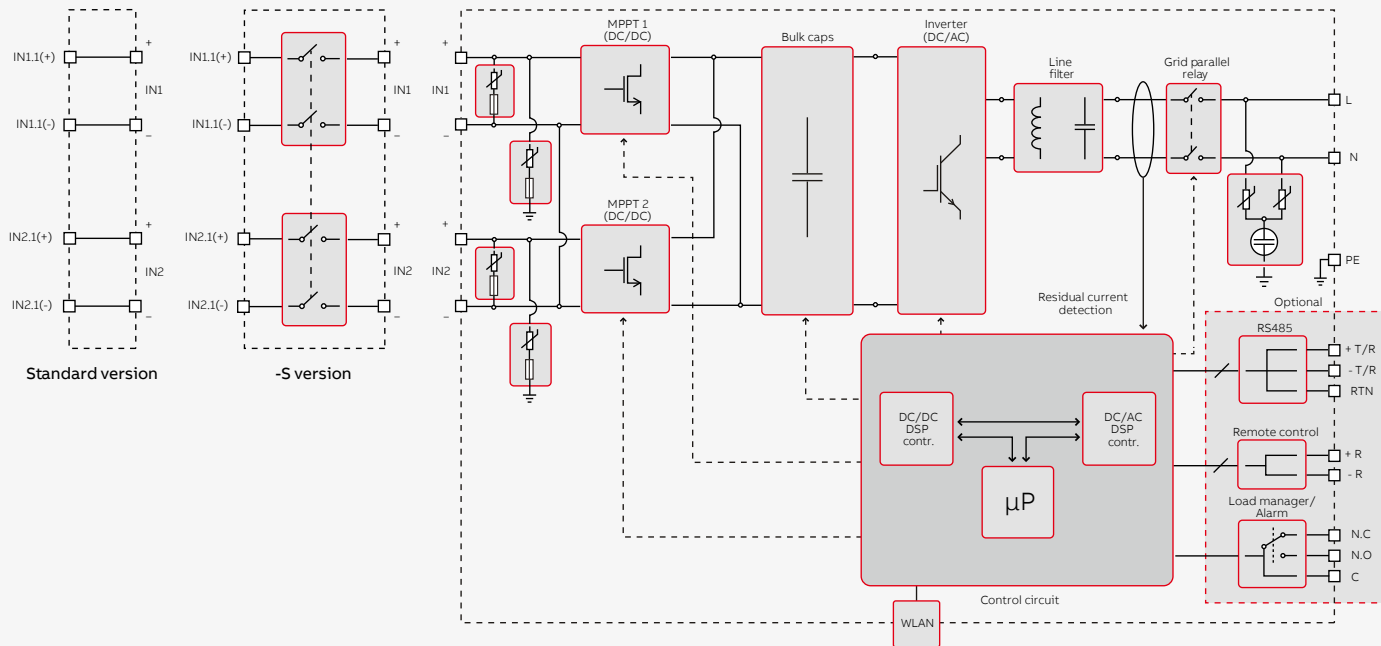 IN1.1(+)
+
IN1
IN1.1(-)
–
IN2.1(+)
+
IN2
IN2.1(-)
–
Standard version
IN1.1(+)
+
IN1
IN1.1(-)
–
IN2.1(+)
+
IN2
IN2.1(-)
–
-S version
+
IN1
–
+
IN2
–
MPPT 1
(DC/DC)
MPPT 2
(DC/DC)
Bulk caps
Inverter
(DC/AC)
Line
filter
Grid parallel
relay
L
N
PE
Residual current
detection
Optional
RS485
+ T/R
- T/R
RTN
Remote control
+ R
- R
Load manager/
Alarm
N.C
N.O
C
DC/DC
DSP
contr.
DC/AC
DSP
contr.
μP
Control circuit
WLAN